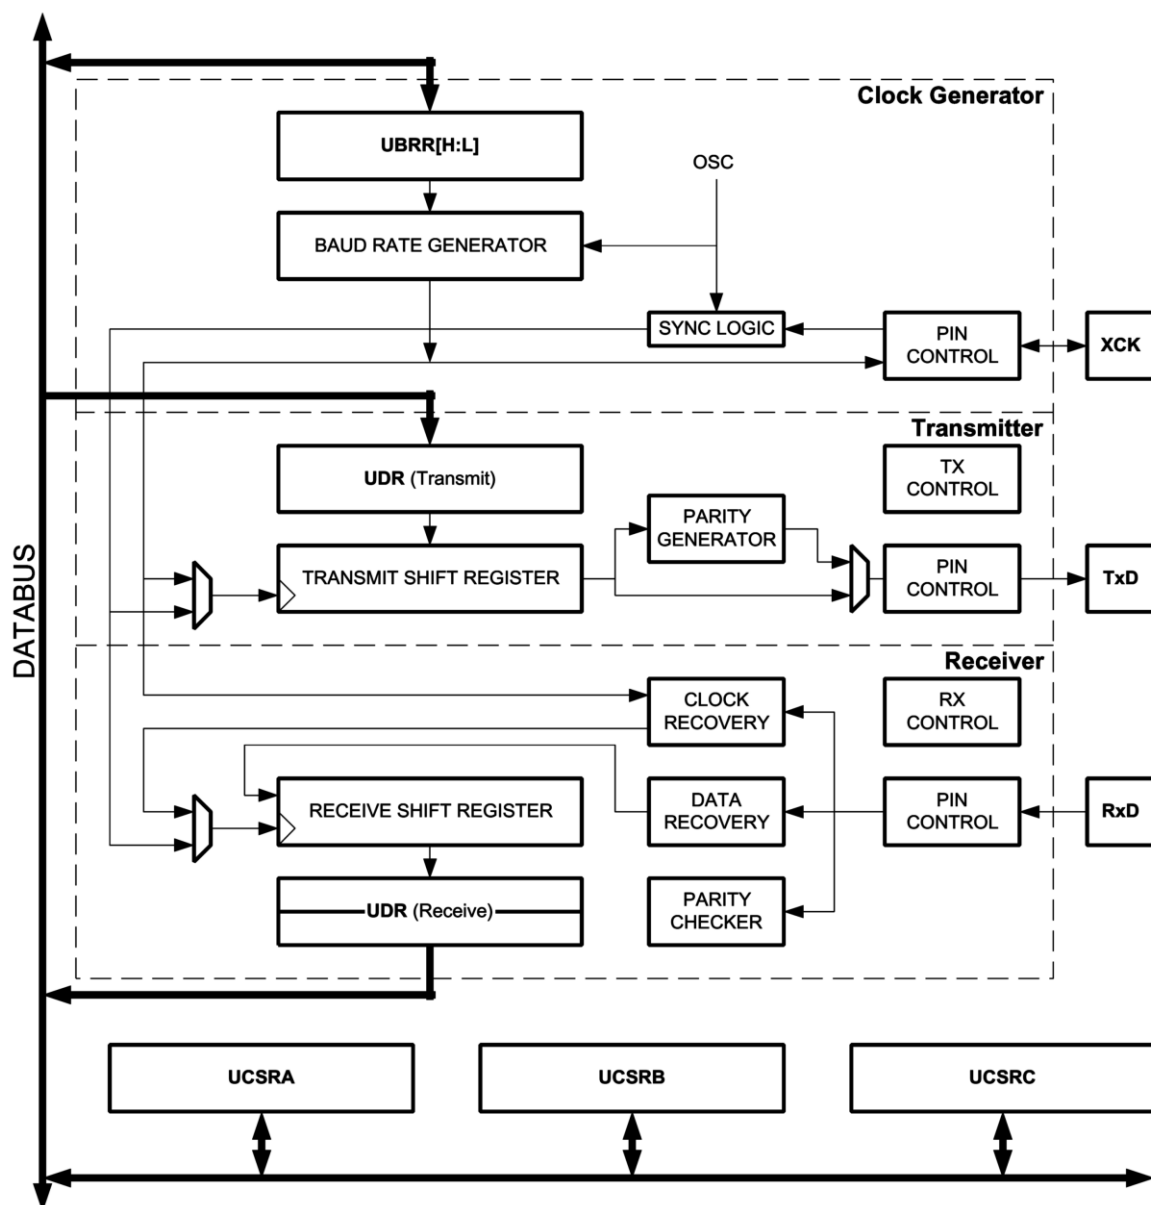 Clock Generator
UBRR[H:L]
OSC
BAUD RATE GENERATOR
SYNC LOGIC
PIN
CONTROL
XCK
Transmitter
UDR (Transmit)
TX
CONTROL
PARITY
GENERATOR
TRANSMIT SHIFT REGISTER
PIN
CONTROL
TxD
DATABUS
Receiver
CLOCK
RECOVERY
RX
CONTROL
RECEIVE SHIFT REGISTER
DATA
RECOVERY
PIN
CONTROL
RxD
UDR (Receive)
PARITY
CHECKER
UCSRA
UCSRB
UCSRC